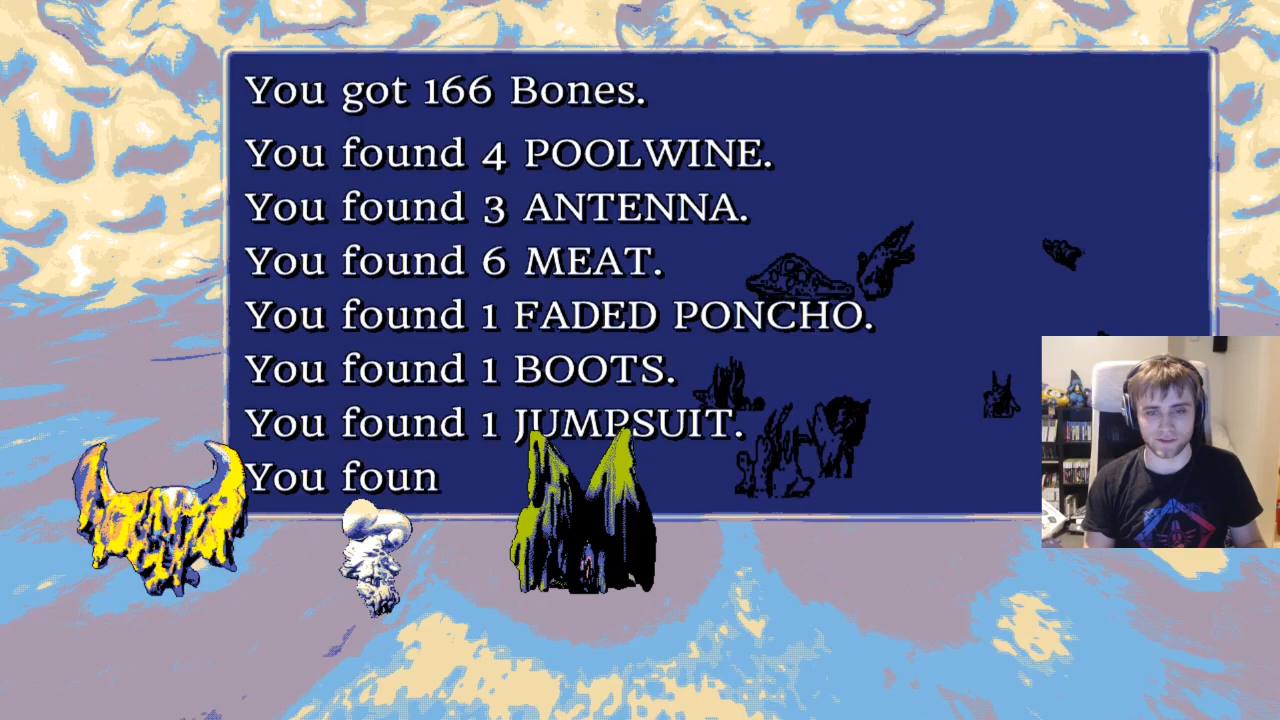 You got 166 Bones.
You found 4 POOLWINE.
You found 3 ANTENNA.
You found 6 MEAT.
You found 1 FADED PONCHO.
You found 1 BOOTS.
You found 1 JUMPSUIT.
You foun